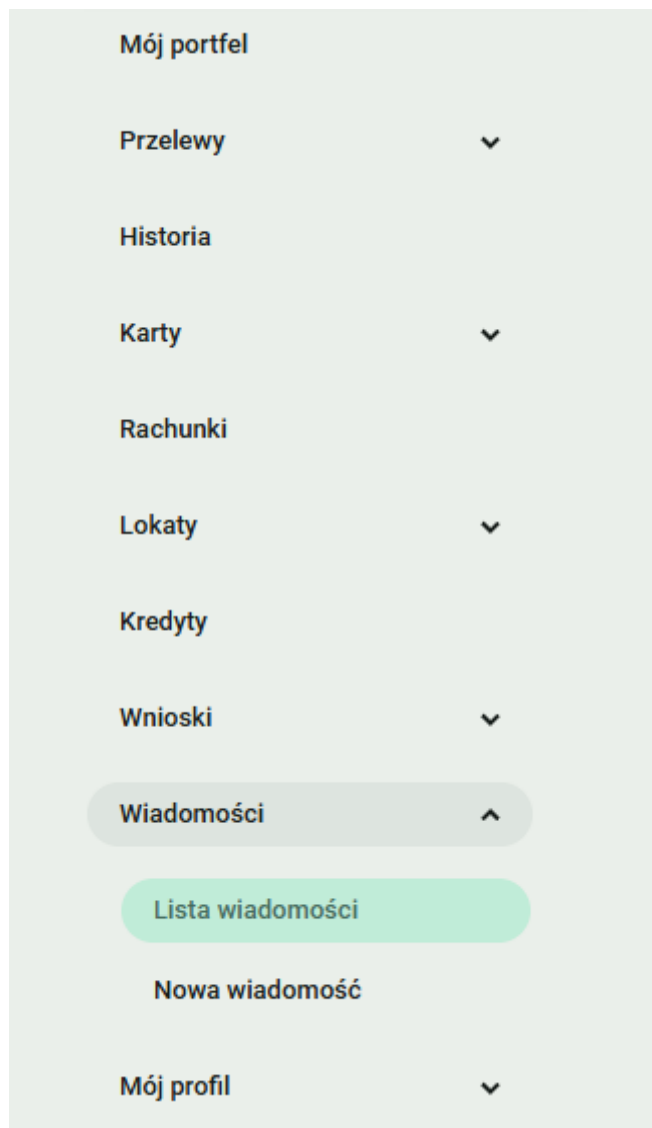 Mój portfel
Przelewy
Historia
Karty
Rachunki
Lokaty
Kredyty
Wnioski
Wiadomości
Lista wiadomości
Nowa wiadomość
Mój profil